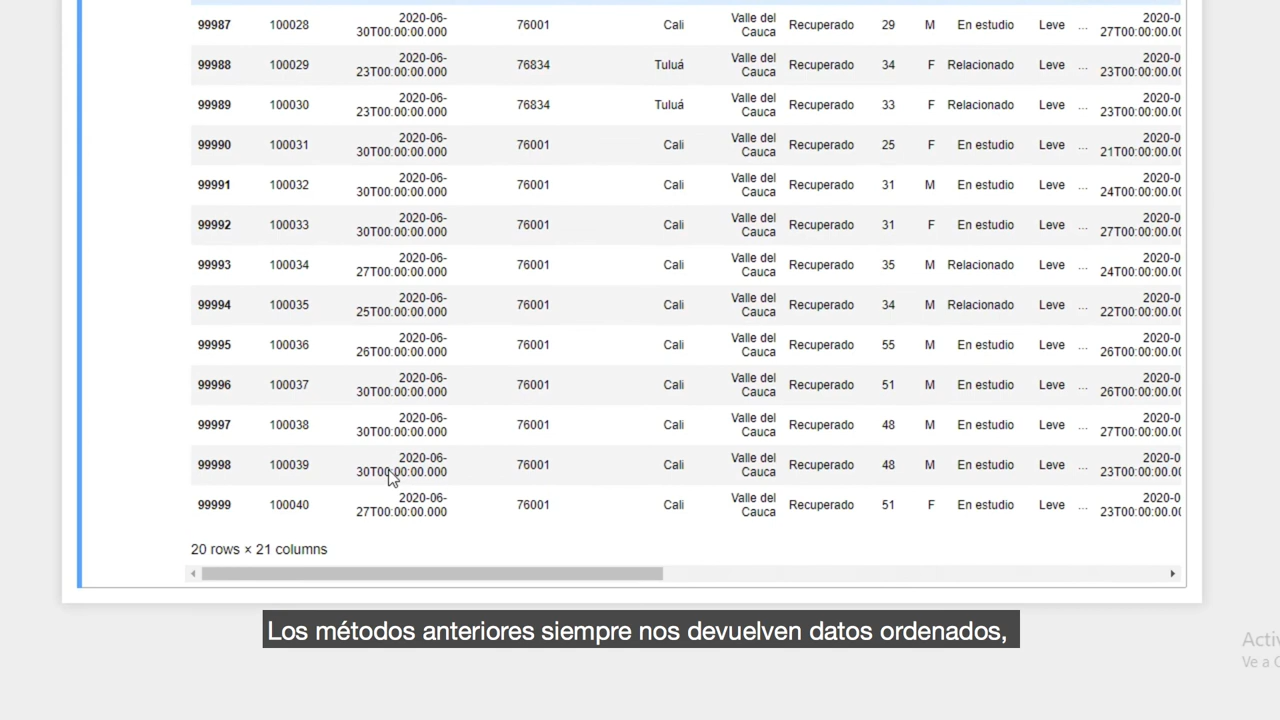 99987 100028 2020-06-30T00:00:00.000 76001 Cali Valle del Cauca Recuperado 29 M En estudio Leve ... 2020-0 27T00:00:00.00
99988 100029 2020-06-23T00:00:00.000 76834 Tuluá Valle del Cauca Recuperado 34 F Relacionado Leve ... 2020-0 23T00:00:00.00
99989 100030 2020-06-23T00:00:00.000 76834 Tuluá Valle del Cauca Recuperado 33 F Relacionado Leve ... 2020-0 23T00:00:00.00
99990 100031 2020-06-30T00:00:00.000 76001 Cali Valle del Cauca Recuperado 25 F En estudio Leve ... 2020-0 21T00:00:00.00
99991 100032 2020-06-30T00:00:00.000 76001 Cali Valle del Cauca Recuperado 31 M En estudio Leve ... 2020-0 24T00:00:00.00
99992 100033 2020-06-30T00:00:00.000 76001 Cali Valle del Cauca Recuperado 31 F En estudio Leve ... 2020-0 27T00:00:00.00
99993 100034 2020-06-27T00:00:00.000 76001 Cali Valle del Cauca Recuperado 35 M Relacionado Leve ... 2020-0 24T00:00:00.00
99994 100035 2020-06-25T00:00:00.000 76001 Cali Valle del Cauca Recuperado 34 M Relacionado Leve ... 2020-0 22T00:00:00.00
99995 100036 2020-06-26T00:00:00.000 76001 Cali Valle del Cauca Recuperado 55 M En estudio Leve ... 2020-0 26T00:00:00.00
99996 100037 2020-06-30T00:00:00.000 76001 Cali Valle del Cauca Recuperado 51 M En estudio Leve ... 2020-0 26T00:00:00.00
99997 100038 2020-06-30T00:00:00.000 76001 Cali Valle del Cauca Recuperado 48 M En estudio Leve ... 2020-0 27T00:00:00.00
99998 100039 2020-06-30T00:00:00.000 76001 Cali Valle del Cauca Recuperado 48 M En estudio Leve ... 2020-0 23T00:00:00.00
99999 100040 2020-06-27T00:00:00.000 76001 Cali Valle del Cauca Recuperado 51 F En estudio Leve ... 2020-0 23T00:00:00.00
20 rows × 21 columns
Los métodos anteriores siempre nos devuelven datos ordenados,
Activ
Ve a C